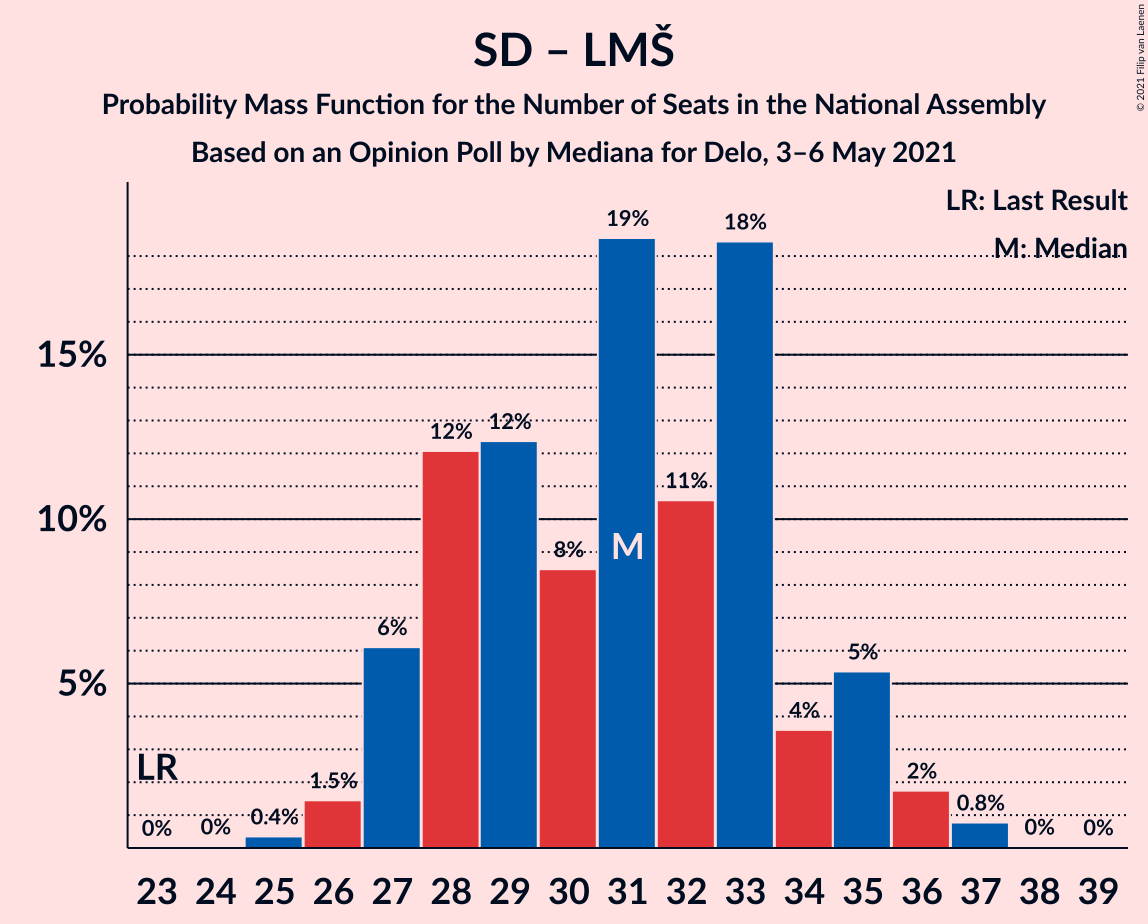 SD – LMŠ
Probability Mass Function for the Number of Seats in the National Assembly
Based on an Opinion Poll by Mediana for Delo, 3–6 May 2021
© 2021 Filip van Laenen
LR: Last Result
M: Median
15%
10%
5%
LR
M
0%
0%
0.4%
1.5%
6%
12%
12%
8%
19%
11%
18%
4%
5%
2%
0.8%
0%
0%
23 24 25 26 27 28 29 30 31 32 33 34 35 36 37 38 39